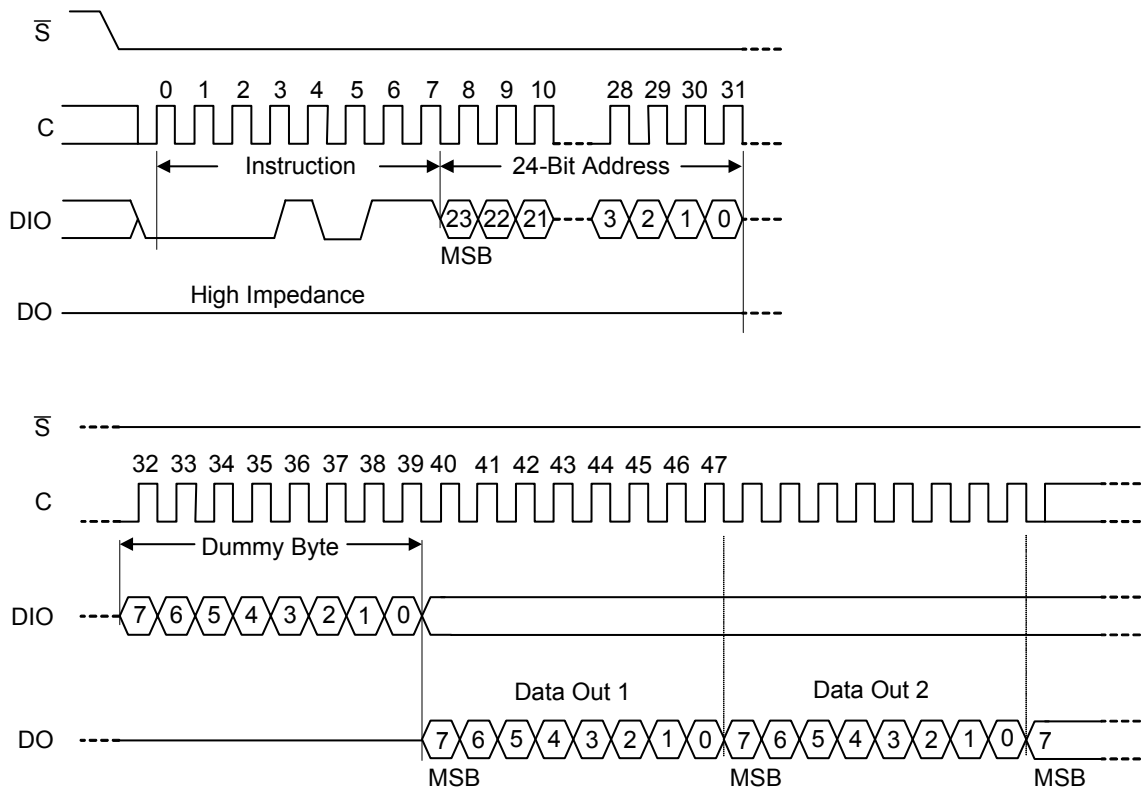 S̅
0 1 2 3 4 5 6 7 8 9 10 28 29 30 31
C
Instruction 24-Bit Address
DIO 23 22 21 3 2 1 0
MSB
High Impedance
DO
S̅
32 33 34 35 36 37 38 39 40 41 42 43 44 45 46 47
C
Dummy Byte
DIO 7 6 5 4 3 2 1 0
Data Out 1 Data Out 2
DO 7 6 5 4 3 2 1 0 7 6 5 4 3 2 1 0 7
MSB MSB MSB